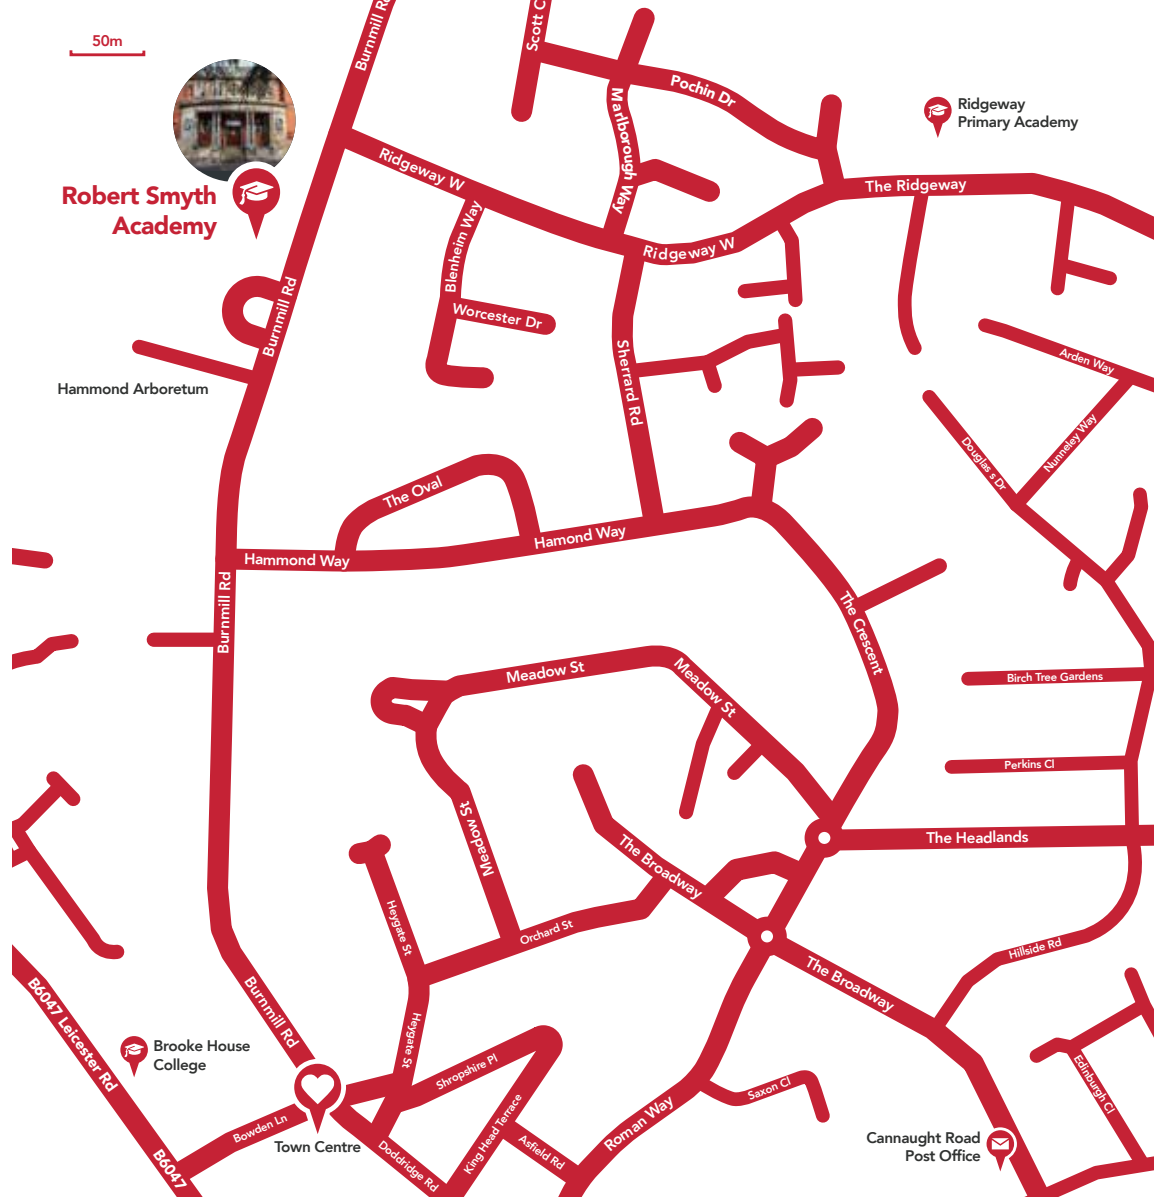 50m
Burnmill Rd
Scott C
Pochin Dr
Marlborough Way
Ridgeway
Primary Academy
Ridgeway W
The Ridgeway
Robert Smyth
Academy
Blenheim Way
Ridgeway W
Worcester Dr
Burnmill Rd
Sherrard Rd
Arden Way
Hammond Arboretum
Nunneley Way
Douglas s Dr
The Oval
Hamond Way
Hammond Way
Burnmill Rd
The Crescent
Meadow St
Meadow St
Birch Tree Gardens
Perkins Cl
Meadow St
The Broadway
The Headlands
Heygate St
Orchard St
Hillside Rd
The Broadway
Burnmill Rd
B6047 Leicester Rd
Heygate St
Brooke House
College
Shropshire Pl
Edinburgh Cl
Saxon Cl
Roman Way
King Head Terrace
Bowden Ln
Town Centre
Asfield Rd
Doddridge Rd
Cannaught Road
Post Office
B6047